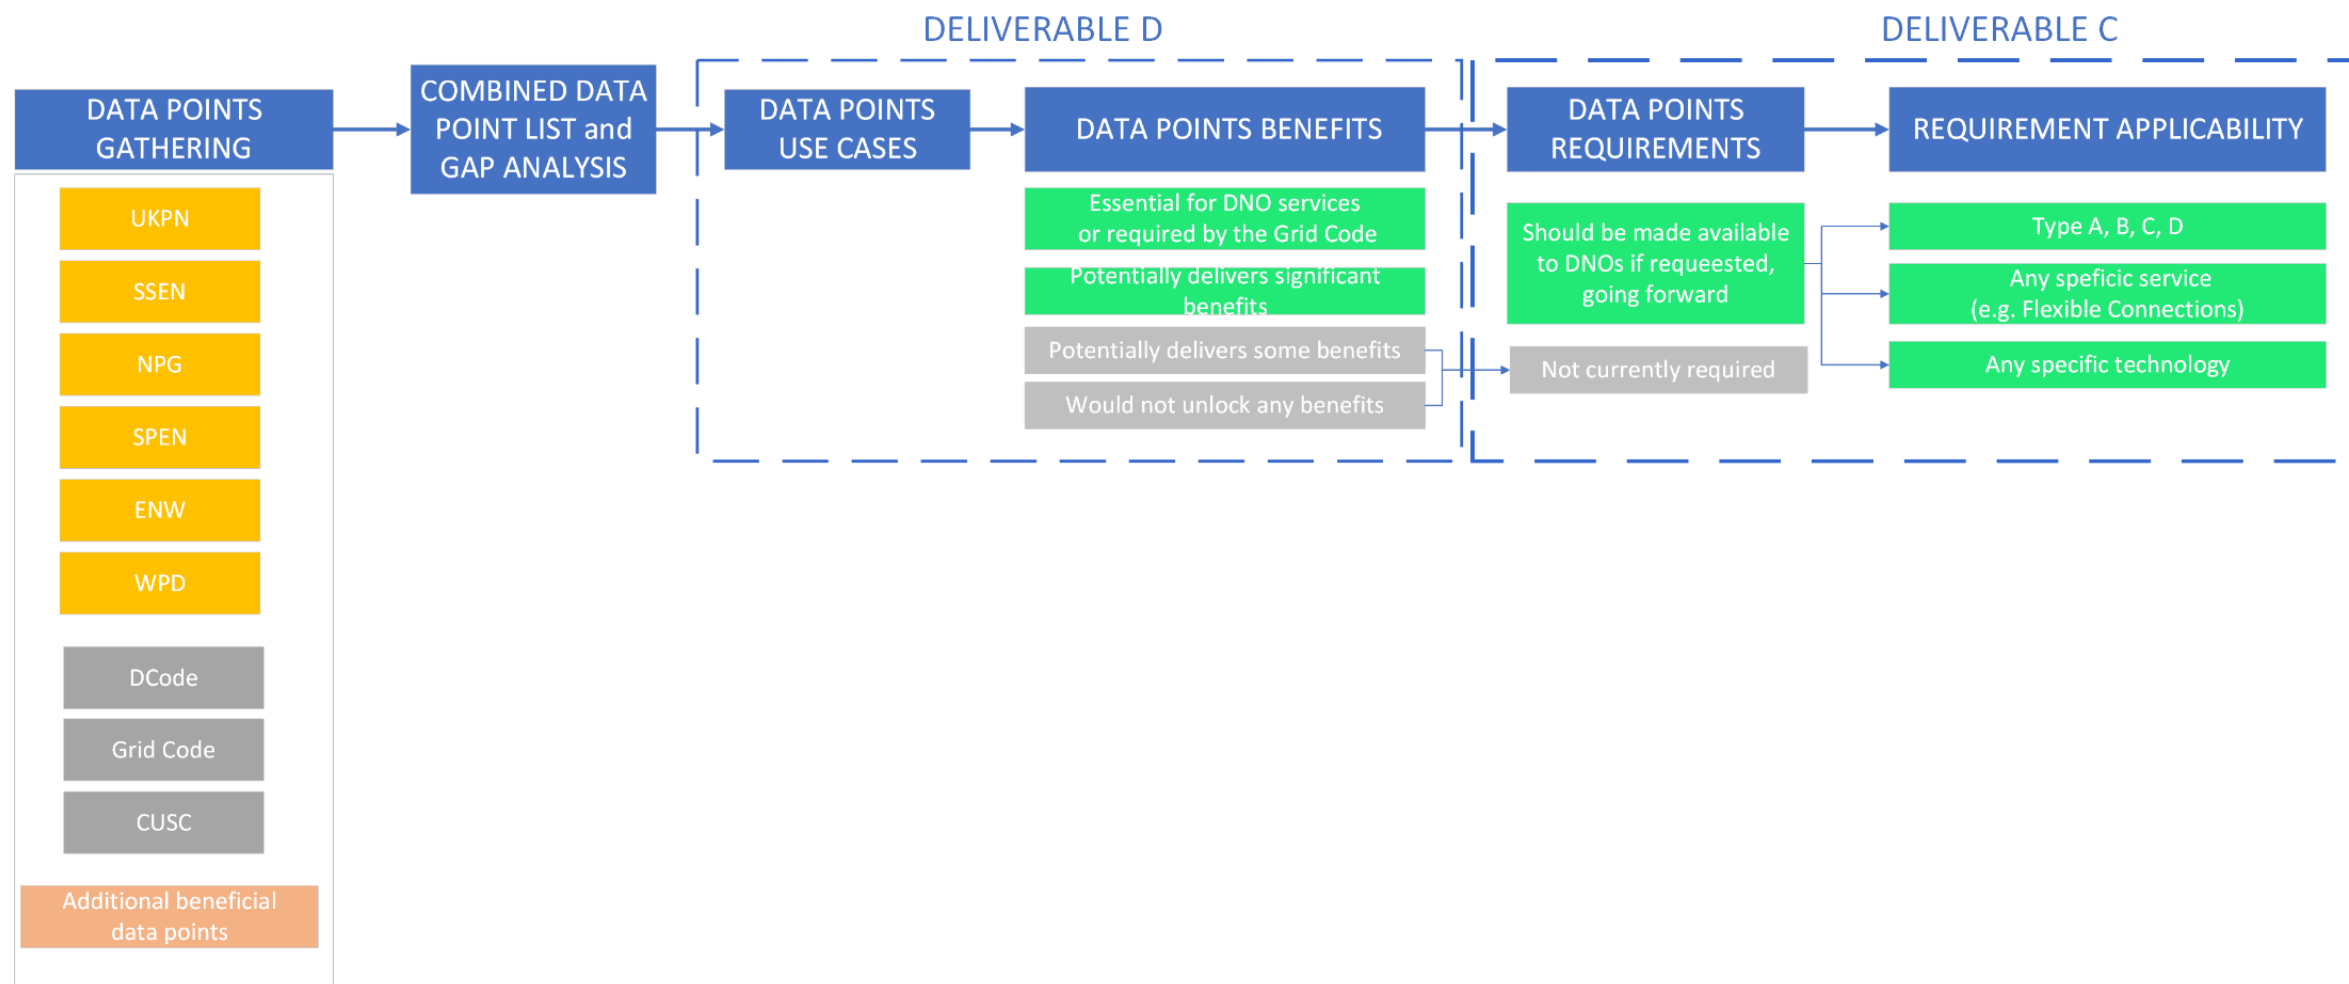 DELIVERABLE D
DELIVERABLE C
DATA POINTS
GATHERING
COMBINED DATA
POINT LIST and
GAP ANALYSIS
DATA POINTS
USE CASES
DATA POINTS BENEFITS
DATA POINTS
REQUIREMENTS
REQUIREMENT APPLICABILITY
UKPN
SSEN
NPG
SPEN
ENW
WPD
DCode
Grid Code
CUSC
Additional beneficial
data points
Essential for DNO services
or required by the Grid Code
Potentially delivers significant
benefits
Potentially delivers some benefits
Would not unlock any benefits
Should be made available
to DNOs if requeested,
going forward
Not currently required
Type A, B, C, D
Any speficic service
(e.g. Flexible Connections)
Any specific technology